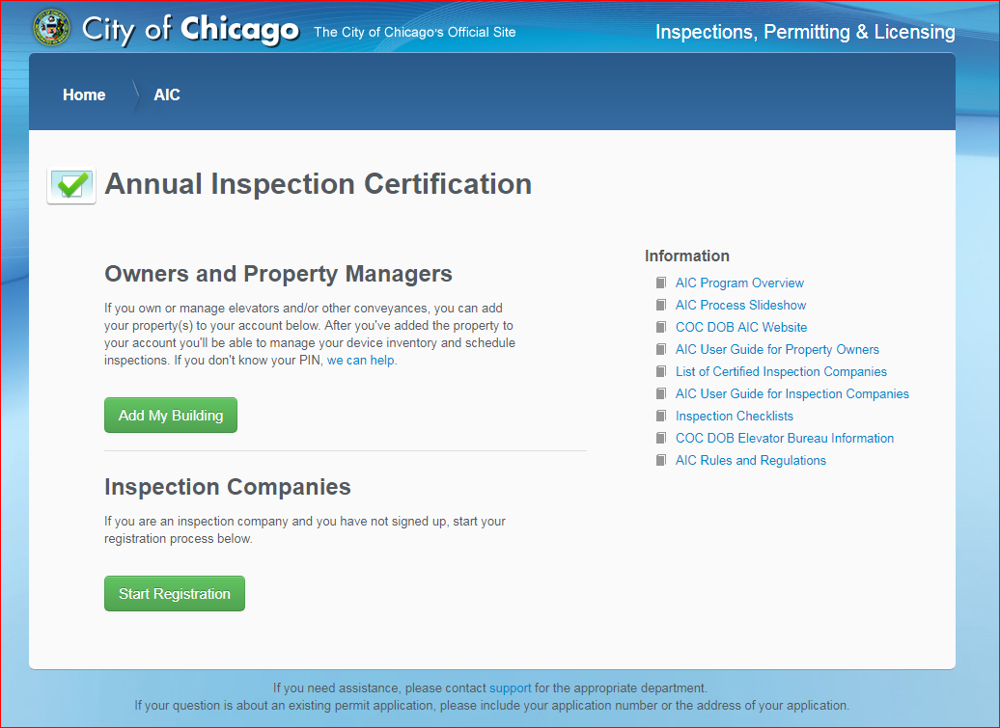 City of Chicago The City of Chicago's Official Site
Inspections, Permitting & Licensing
Home AIC
Annual Inspection Certification
Owners and Property Managers
If you own or manage elevators and/or other conveyances, you can add
your property(s) to your account below. After you've added the property to
your account you'll be able to manage your device inventory and schedule
inspections. If you don't know your PIN, we can help.
Add My Building
Inspection Companies
If you are an inspection company and you have not signed up, start your
registration process below.
Start Registration
Information
AIC Program Overview
AIC Process Slideshow
COC DOB AIC Website
AIC User Guide for Property Owners
List of Certified Inspection Companies
AIC User Guide for Inspection Companies
Inspection Checklists
COC DOB Elevator Bureau Information
AIC Rules and Regulations
If you need assistance, please contact support for the appropriate department.
If your question is about an existing permit application, please include your application number or the address of your application.